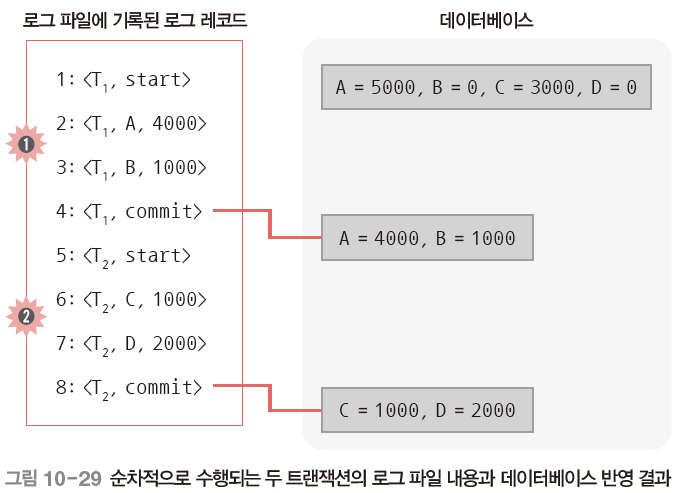 로그 파일에 기록된 로그 레코드
데이터베이스
1: <T1, start>
A = 5000, B = 0, C = 3000, D = 0
2: <T1, A, 4000>
1
3: <T1, B, 1000>
4: <T1, commit>
A = 4000, B = 1000
5: <T2, start>
6: <T2, C, 1000>
2
7: <T2, D, 2000>
8: <T2, commit>
C = 1000, D = 2000
그림 10-29 순차적으로 수행되는 두 트랜잭션의 로그 파일 내용과 데이터베이스 반영 결과